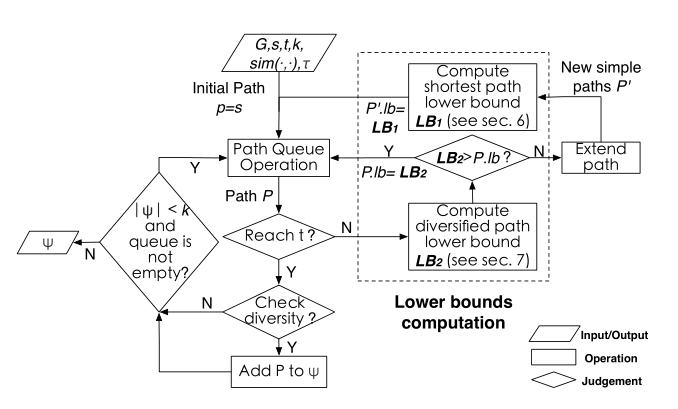 G,s,t,k,
sim(·,·),τ
Initial Path
p=s
Path Queue
Operation
Path P
Reach t ?
N
Y
Check
diversity ?
N
Y
Add P to ψ
|ψ| < k
and
queue is
not
empty?
Y
N
ψ
Compute
shortest path
lower bound
LB1 (see sec. 6)
P'.lb=
LB1
New simple
paths P'
LB2>P.lb ?
Y
P.lb= LB2
N
Extend
path
Compute
diversified path
lower bound
LB2 (see sec. 7)
Lower bounds
computation
Input/Output
Operation
Judgement